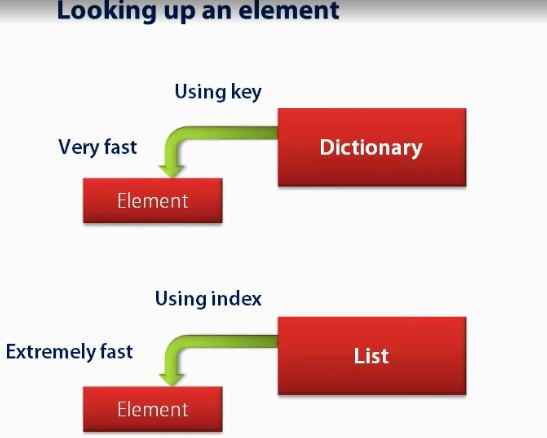 Looking up an element
Using key
Very fast
Dictionary
Element
Using index
Extremely fast
List
Element